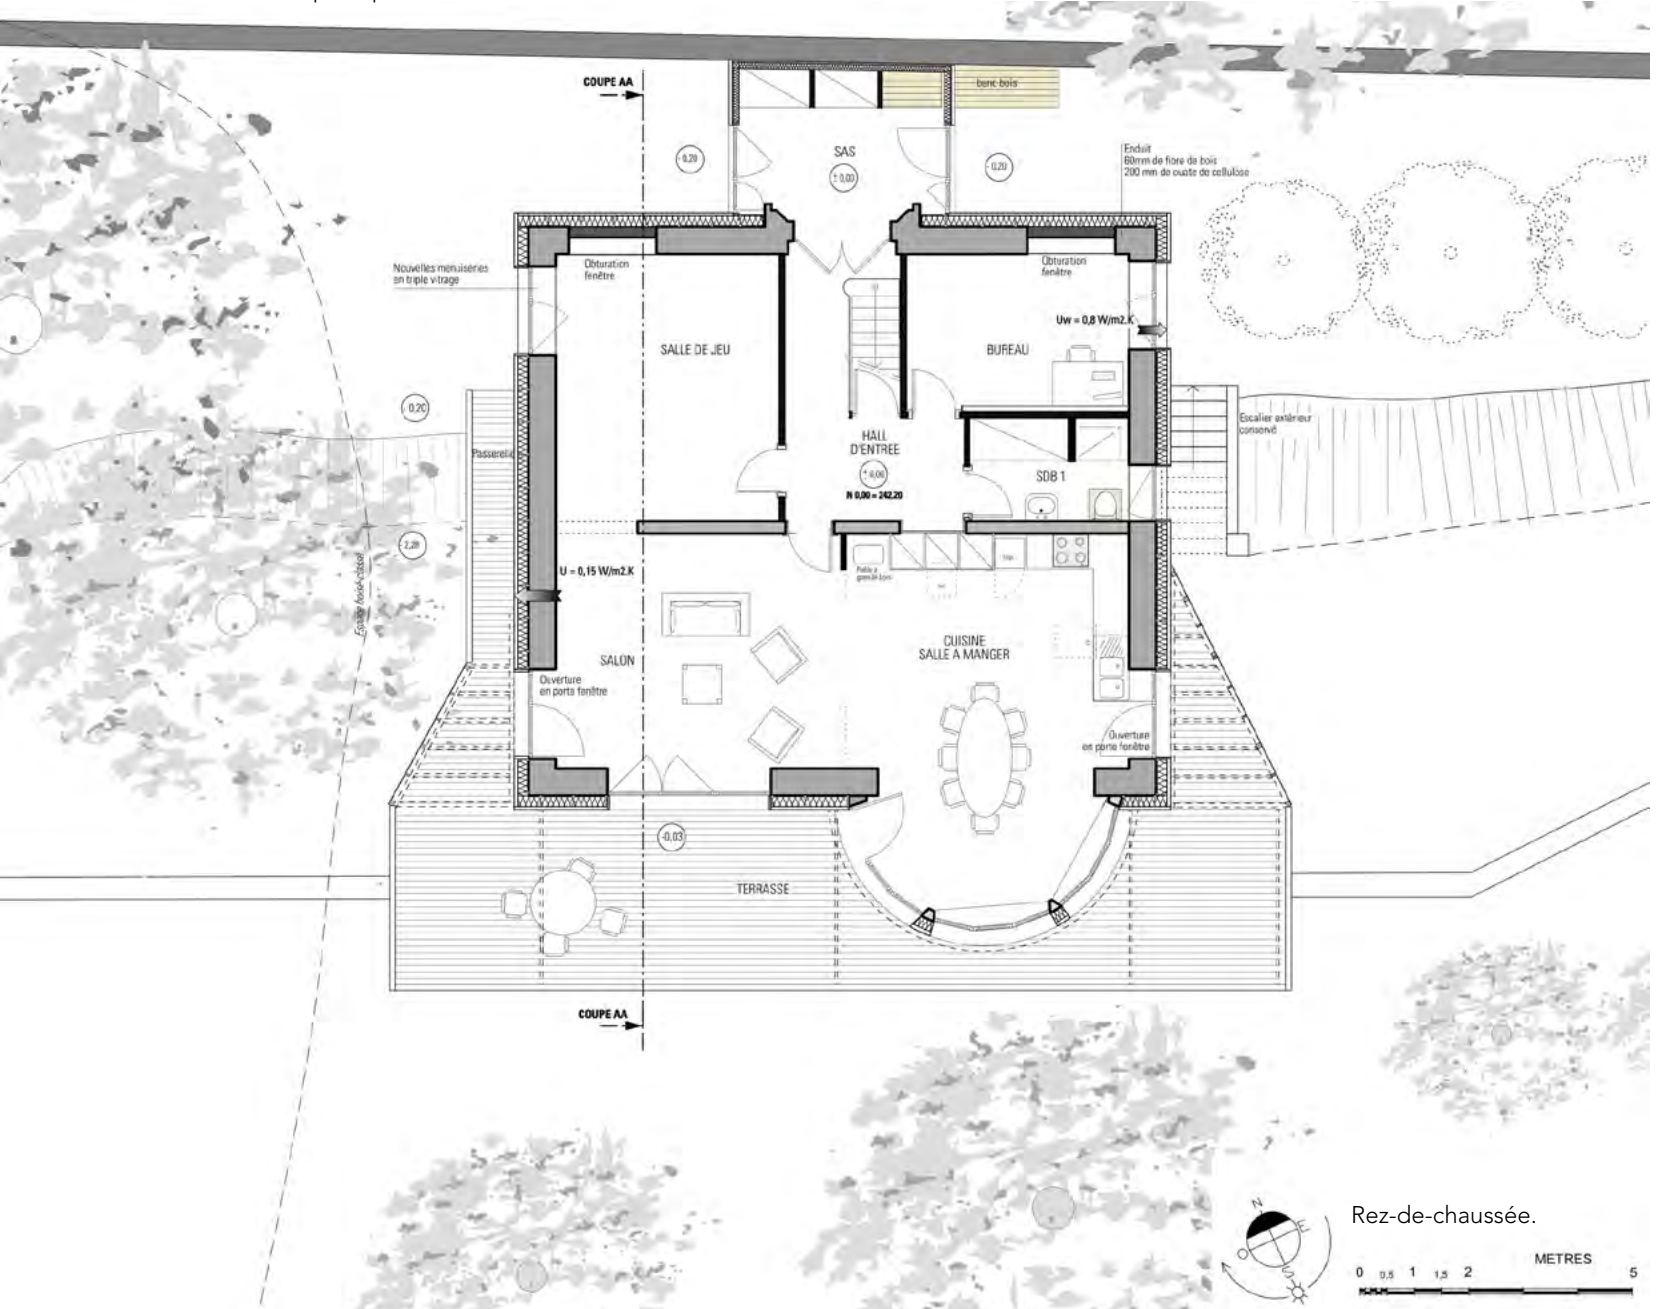 COUPE AA
banc bois
- 0.20
SAS
± 0,00
- 0.20
Enduit
60mm de fibre de bois
200 mm de ouate de cellulose
Nouvelles menuiseries
en triple vitrage
Obturation
fenêtre
Obturation
fenêtre
Uw = 0,8 W/m2.K
SALLE DE JEU
BUREAU
- 0,20
Escalier extérieur
conservé
HALL
D'ENTREE
± 0,00
N 0,00 = 242.20
SDB 1
Passerelle
Espace boisé classé
U = 0,15 W/m2.K
CUISINE
SALLE A MANGER
SALON
Ouverture
en porte fenêtre
Ouverture
en porte fenêtre
-0,03
TERRASSE
COUPE AA
N
E
O
S
Rez-de-chaussée.
METRES
0 0,5 1 1,5 2 5